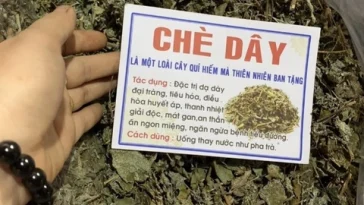 CHÈ DÂY
LÀ MỘT LOÀI CÂY QUÍ HIẾM MÀ THIÊN NHIÊN BAN TẶNG
Tác dụng : Đặc trị dạ dày
đại tràng, tiêu hóa, điều
hòa huyết áp, thanh nhiệt
giải độc, mát gan,an thần
ăn ngon miệng, ngăn ngừa bệnh tiểu đường.
Cách dùng : Uống thay nước như pha trà.